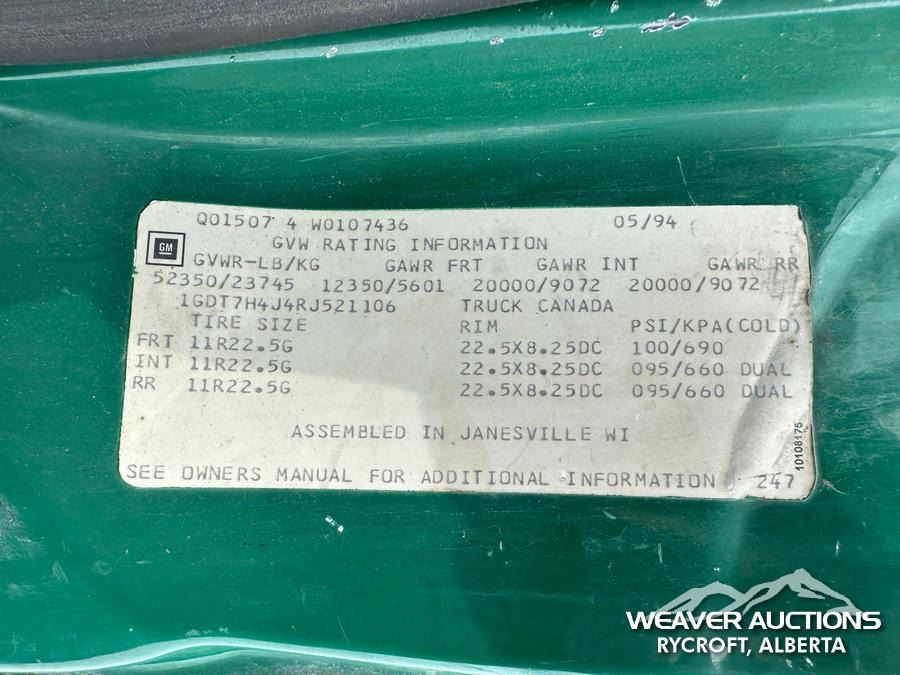 Q01507 4 W0107436 05/94
GVW RATING INFORMATION
GM
GVWR-LB/KG GAWR FRT GAWR INT GAWR RR
52350/23745 12350/5601 20000/9072 20000/9072
1GDT7H4J4RJ521106 TRUCK CANADA
TIRE SIZE RIM PSI/KPA(COLD)
FRT 11R22.5G 22.5X8.25DC 100/690
INT 11R22.5G 22.5X8.25DC 095/660 DUAL
RR 11R22.5G 22.5X8.25DC 095/660 DUAL
ASSEMBLED IN JANESVILLE WI
10108175
SEE OWNERS MANUAL FOR ADDITIONAL INFORMATION 247
WEAVER AUCTIONS
RYCROFT, ALBERTA